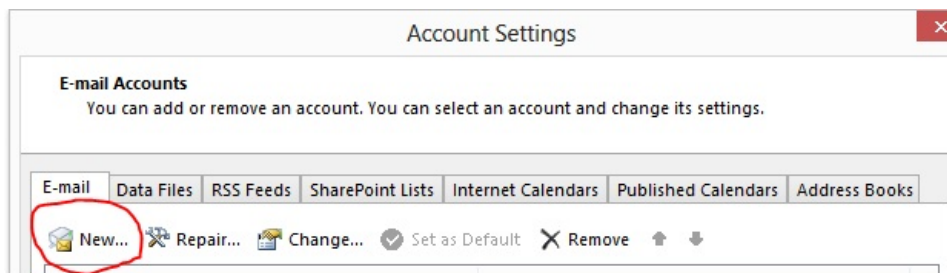 Account Settings
E-mail Accounts
You can add or remove an account. You can select an account and change its settings.
E-mail Data Files RSS Feeds SharePoint Lists Internet Calendars Published Calendars Address Books
New... Repair... Change... Set as Default Remove